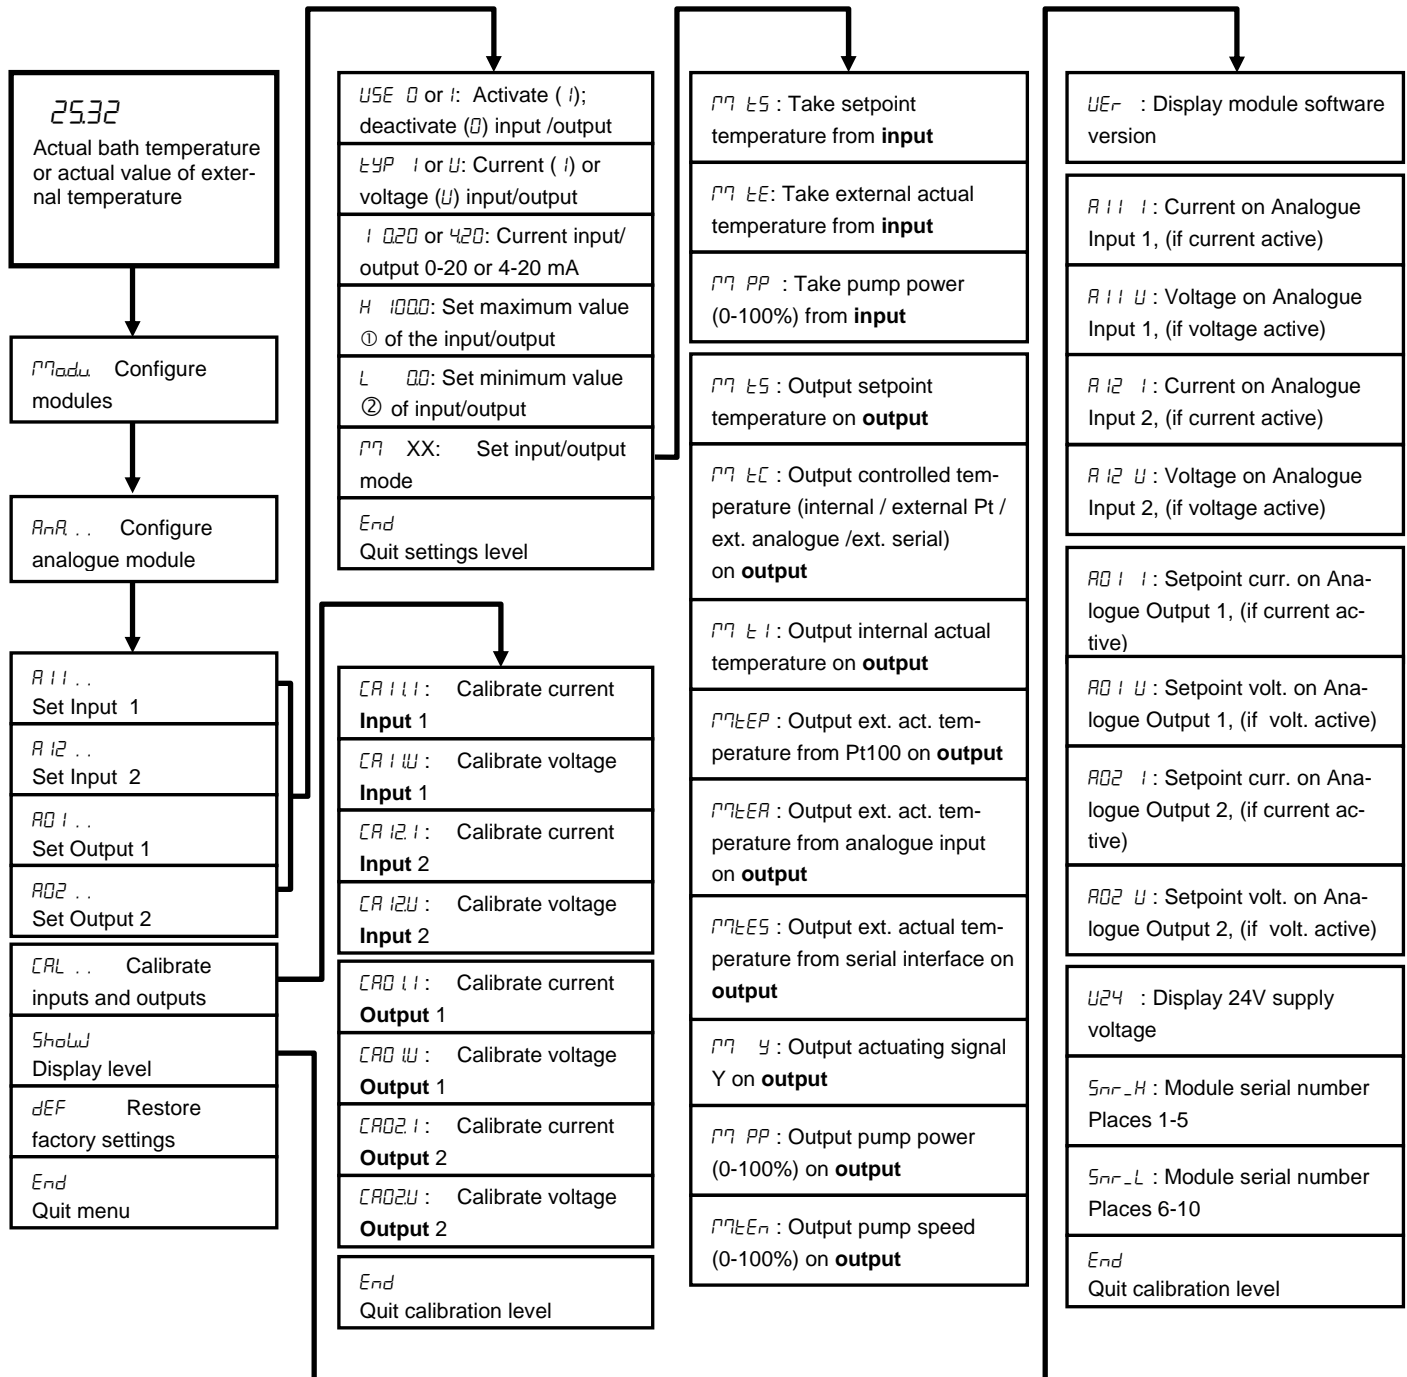 25.32
Actual bath temperature
or actual value of exter-
nal temperature
Modu. Configure
modules
AnA. . . Configure
analogue module
AI1 . .
Set Input 1
AI2 . .
Set Input 2
AO1 . .
Set Output 1
AO2 . .
Set Output 2
CAL . . Calibrate
inputs and outputs
ShoW
Display level
dEF Restore
factory settings
End
Quit menu
USE 0 or 1: Activate ( 1);
deactivate (0) input /output
tYP I or U: Current ( I) or
voltage (U) input/output
I 0.20 or 4.20: Current input/
output 0-20 or 4-20 mA
H 100.0: Set maximum value
① of the input/output
L 0.0: Set minimum value
② of input/output
M XX: Set input/output
mode
End
Quit settings level
CAI1.I : Calibrate current
Input 1
CAI1.U : Calibrate voltage
Input 1
CAI2.I : Calibrate current
Input 2
CAI2.U : Calibrate voltage
Input 2
CAO1.I : Calibrate current
Output 1
CAO1.U : Calibrate voltage
Output 1
CAO2.I : Calibrate current
Output 2
CAO2.U : Calibrate voltage
Output 2
End
Quit calibration level
M tS : Take setpoint
temperature from input
M tE: Take external actual
temperature from input
M PP : Take pump power
(0-100%) from input
M tS : Output setpoint
temperature on output
M tC : Output controlled tem-
perature (internal / external Pt /
ext. analogue /ext. serial)
on output
M tI : Output internal actual
temperature on output
MtEP : Output ext. act. tem-
perature from Pt100 on output
MtEA : Output ext. act. tem-
perature from analogue input
on output
MtES : Output ext. actual tem-
perature from serial interface on
output
M Y : Output actuating signal
Y on output
M PP : Output pump power
(0-100%) on output
MtEn : Output pump speed
(0-100%) on output
VEr : Display module software
version
AI1 I : Current on Analogue
Input 1, (if current active)
AI1 U : Voltage on Analogue
Input 1, (if voltage active)
AI2 I : Current on Analogue
Input 2, (if current active)
AI2 U : Voltage on Analogue
Input 2, (if voltage active)
AO1 I : Setpoint curr. on Ana-
logue Output 1, (if current ac-
tive)
AO1 U : Setpoint volt. on Ana-
logue Output 1, (if volt. active)
AO2 I : Setpoint curr. on Ana-
logue Output 2, (if current ac-
tive)
AO2 U : Setpoint volt. on Ana-
logue Output 2, (if volt. active)
U24 : Display 24V supply
voltage
Snr_H : Module serial number
Places 1-5
Snr_L : Module serial number
Places 6-10
End
Quit calibration level